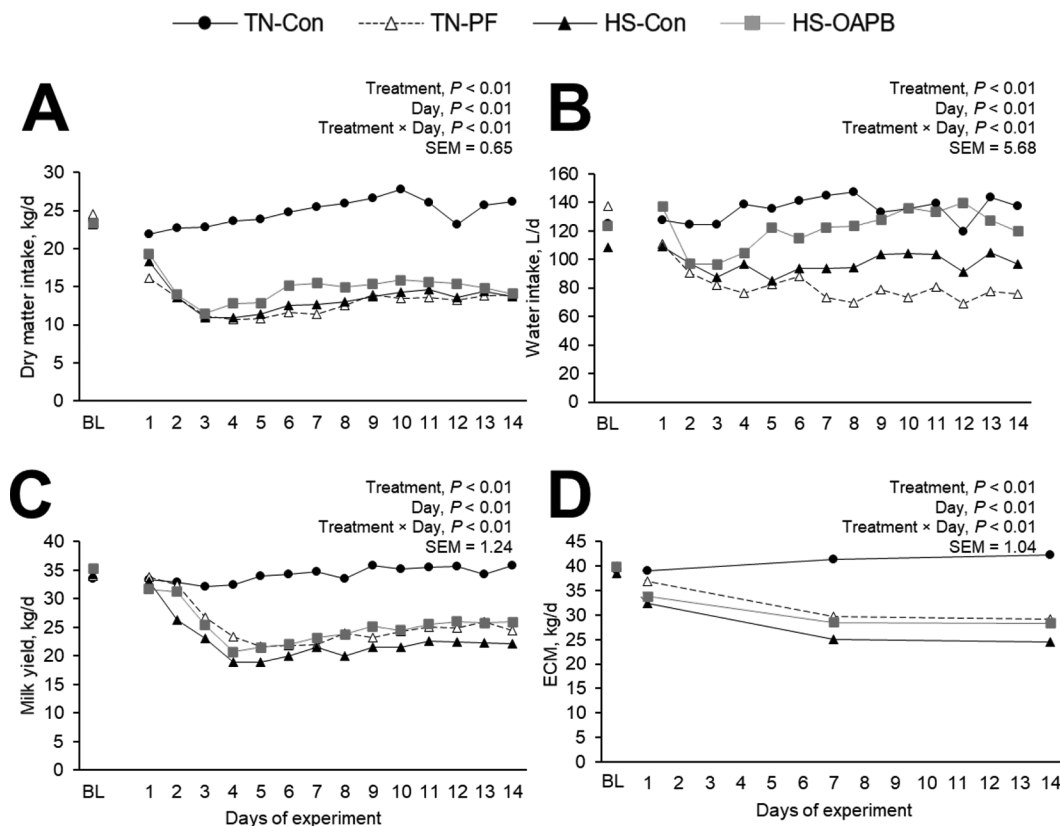 TN-Con TN-PF HS-Con HS-OAPB
A
Treatment, P < 0.01
Day, P < 0.01
Treatment × Day, P < 0.01
SEM = 0.65
Dry matter intake, kg/d
30
25
20
15
10
5
0
BL 1 2 3 4 5 6 7 8 9 10 11 12 13 14
B
Treatment, P < 0.01
Day, P < 0.01
Treatment × Day, P < 0.01
SEM = 5.68
Water intake, L/d
160
140
120
100
80
60
40
20
0
BL 1 2 3 4 5 6 7 8 9 10 11 12 13 14
C
Treatment, P < 0.01
Day, P < 0.01
Treatment × Day, P < 0.01
SEM = 1.24
Milk yield, kg/d
40
35
30
25
20
15
10
5
0
BL 1 2 3 4 5 6 7 8 9 10 11 12 13 14
Days of experiment
D
Treatment, P < 0.01
Day, P < 0.01
Treatment × Day, P < 0.01
SEM = 1.04
ECM, kg/d
45
40
35
30
25
20
15
10
5
0
BL 1 2 3 4 5 6 7 8 9 10 11 12 13 14
Days of experiment